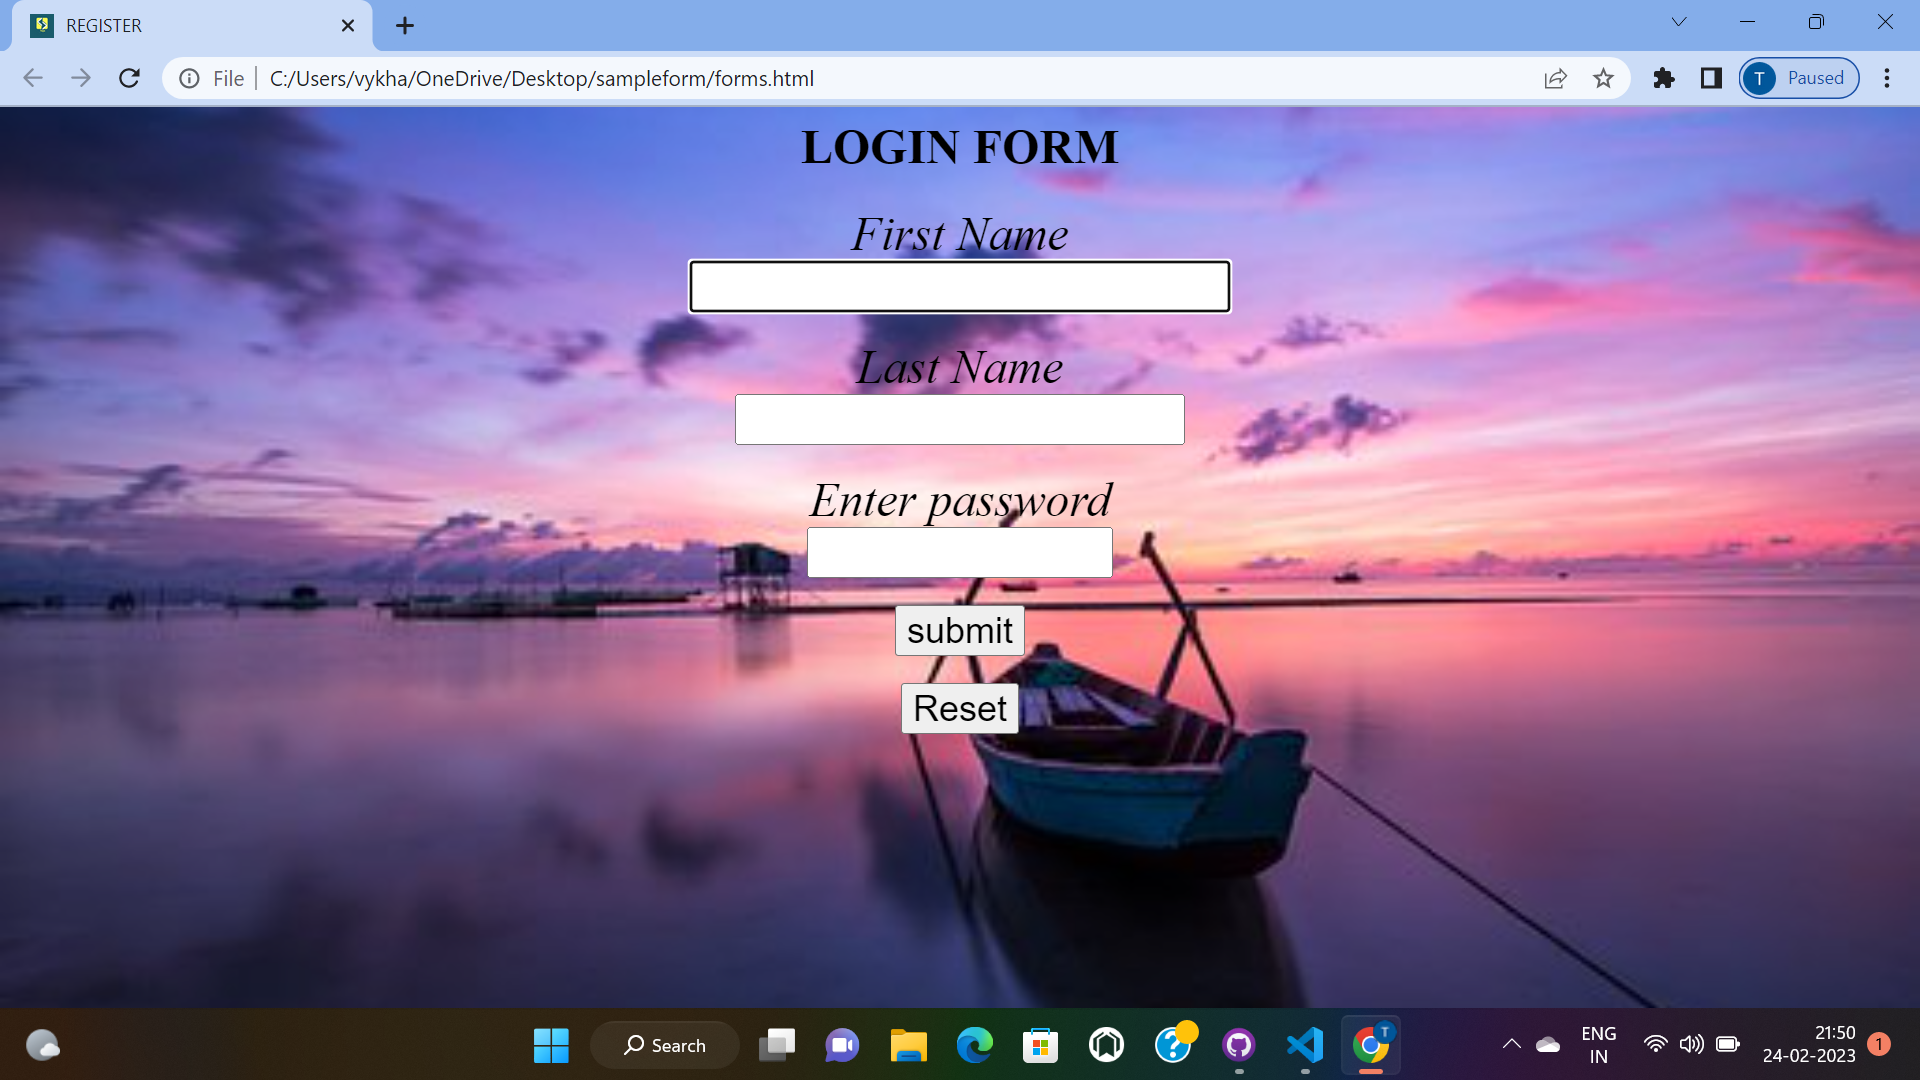 REGISTER
File
C:/Users/vykha/OneDrive/Desktop/sampleform/forms.html
T Paused
LOGIN FORM
First Name
Last Name
Enter password
submit
Reset
Search
T
ENG
IN
21:50
24-02-2023
1